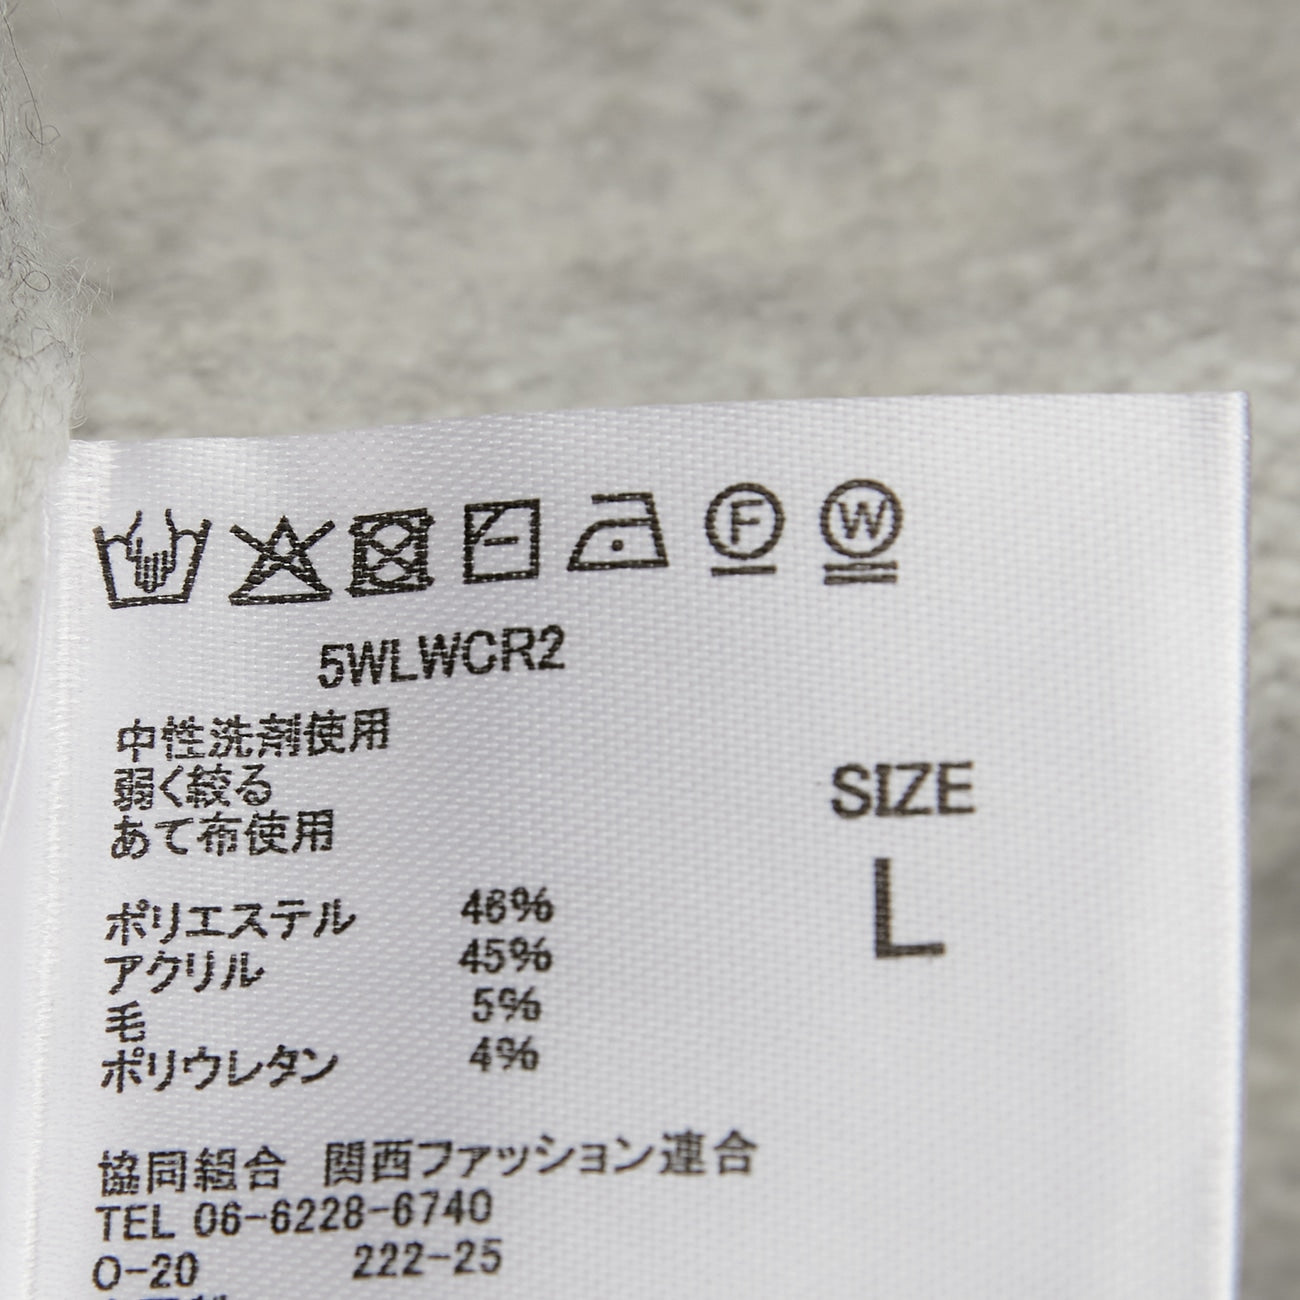 F W
5WLWCR2
中性洗剤使用
弱く絞る
あて布使用
SIZE
L
ポリエステル 46%
アクリル 45%
毛 5%
ポリウレタン 4%
協同組合 関西ファッション連合
TEL 06-6228-6740
O-20 222-25